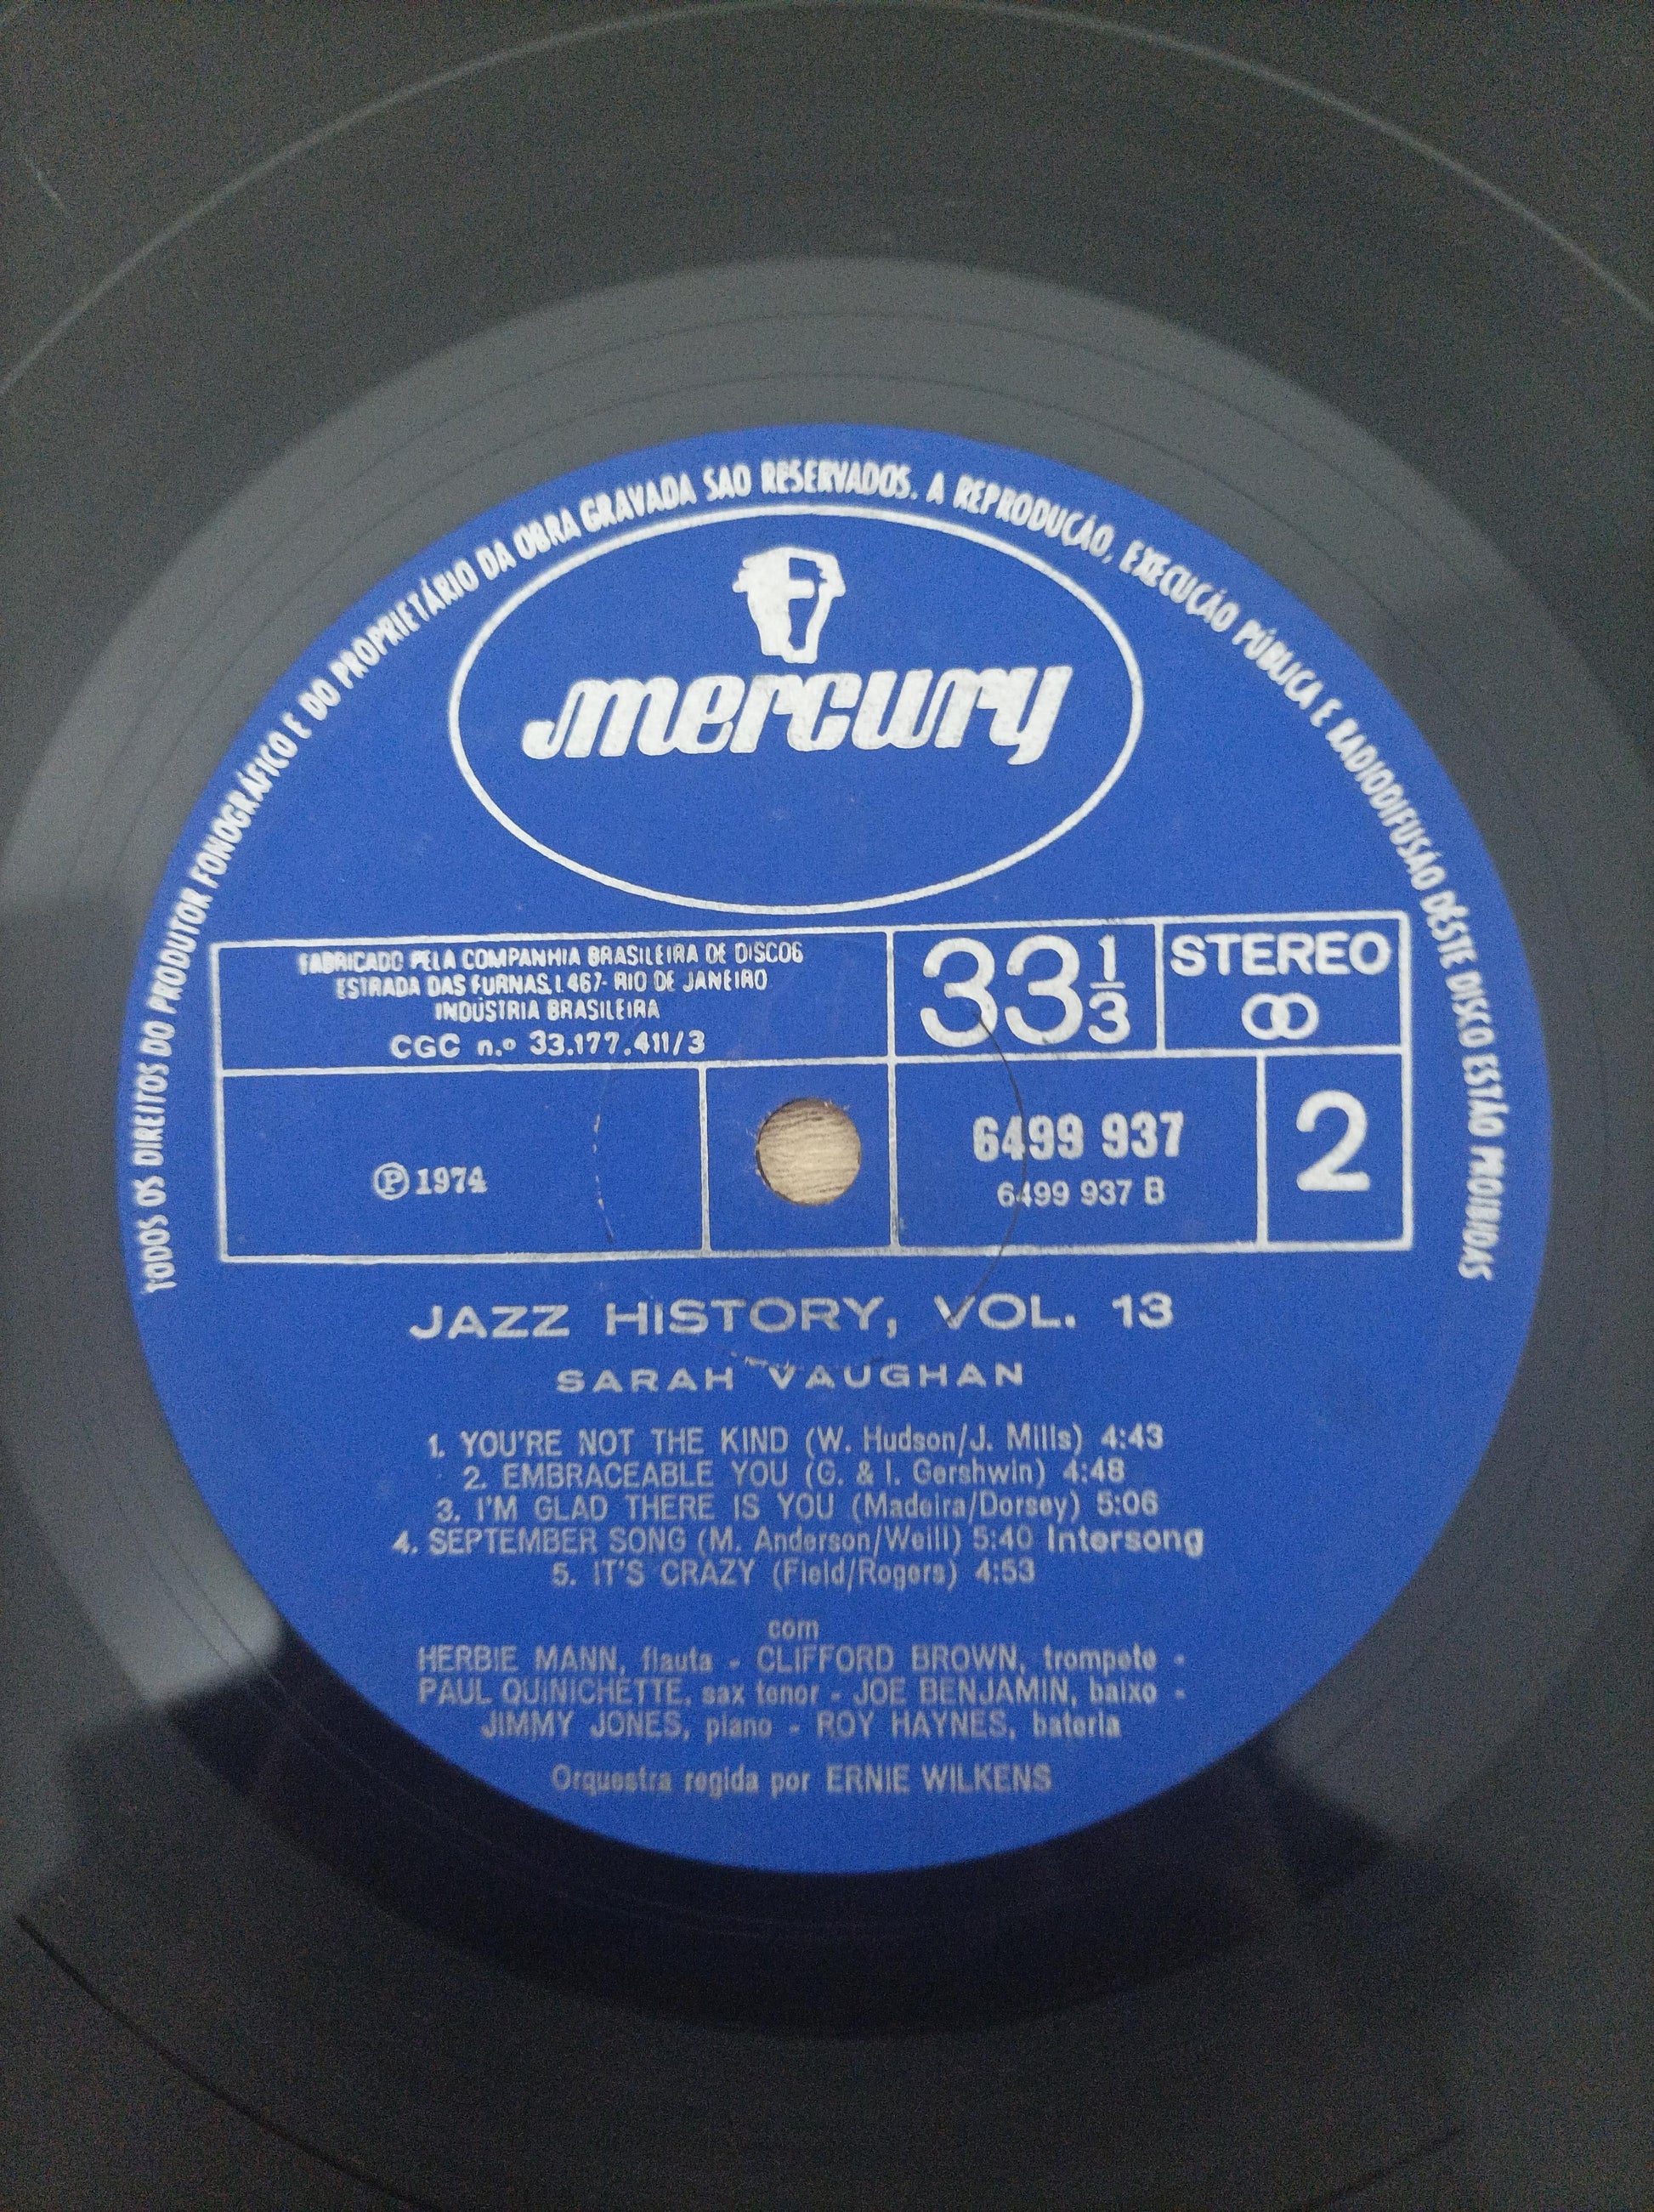 TODOS OS DIREITOS DO PRODUTOR FONOGRÁFICO E DO PROPRIETÁRIO DA OBRA GRAVADA SAO RESERVADOS. A REPRODUÇÃO, EXECUÇÃO PÚBLICA E RADIODIFUSÃO DÊSTE DISCO ESTÃO PROIBIDAS
mercury
FABRICADO PELA COMPANHIA BRASILEIRA DE DISCOS
ESTRADA DAS FURNAS, 1.467 - RIO DE JANEIRO
INDÚSTRIA BRASILEIRA
CGC n.º 33.177.411/3
33 1/3
STEREO
Ⓟ 1974
6499 937
6499 937 B
2
JAZZ HISTORY, VOL. 13
SARAH VAUGHAN
1. YOU'RE NOT THE KIND (W. Hudson/J. Mills) 4:43
2. EMBRACEABLE YOU (G. & I. Gershwin) 4:48
3. I'M GLAD THERE IS YOU (Madeira/Dorsey) 5:06
4. SEPTEMBER SONG (M. Anderson/Weill) 5:40 Intersong
5. IT'S CRAZY (Field/Rogers) 4:53
com
HERBIE MANN, flauta - CLIFFORD BROWN, trompete -
PAUL QUINICHETTE, sax tenor - JOE BENJAMIN, baixo -
JIMMY JONES, piano - ROY HAYNES, bateria
Orquestra regida por ERNIE WILKENS